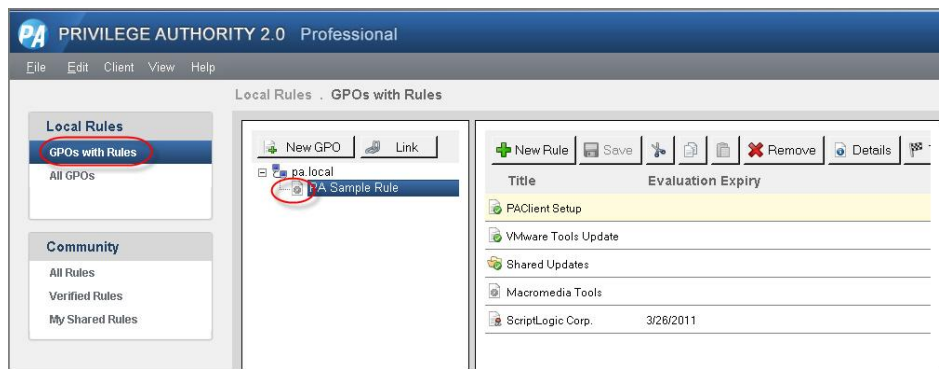 PA PRIVILEGE AUTHORITY 2.0 Professional
File Edit Client View Help
Local Rules . GPOs with Rules
Local Rules
GPOs with Rules
All GPOs
Community
All Rules
Verified Rules
My Shared Rules
New GPO Link
pa.local
PA Sample Rule
New Rule Save Remove Details
Title Evaluation Expiry
PAClient Setup
VMware Tools Update
Shared Updates
Macromedia Tools
ScriptLogic Corp. 3/26/2011